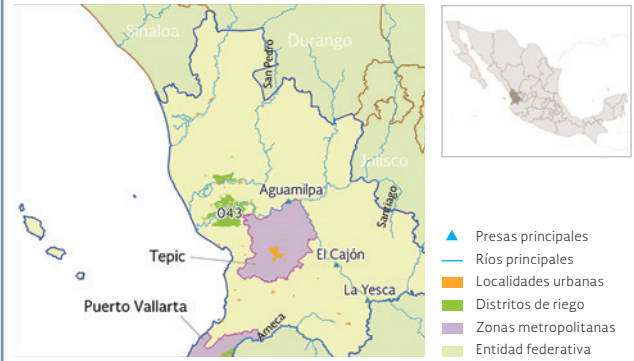 Sinaloa
Durango
San Pedro
Jalisco
Aguamilpa
Santiago
043
Tepic
El Cajón
La Yesca
Puerto Vallarta
Ameca
Presas principales
Ríos principales
Localidades urbanas
Distritos de riego
Zonas metropolitanas
Entidad federativa